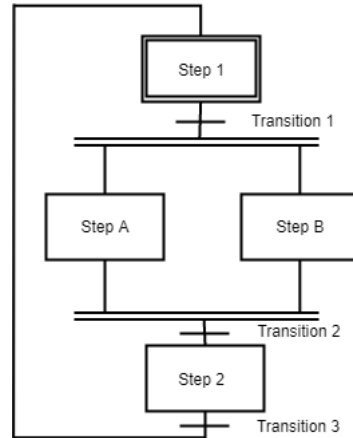 Step 1
Transition 1
Step A
Step B
Transition 2
Step 2
Transition 3